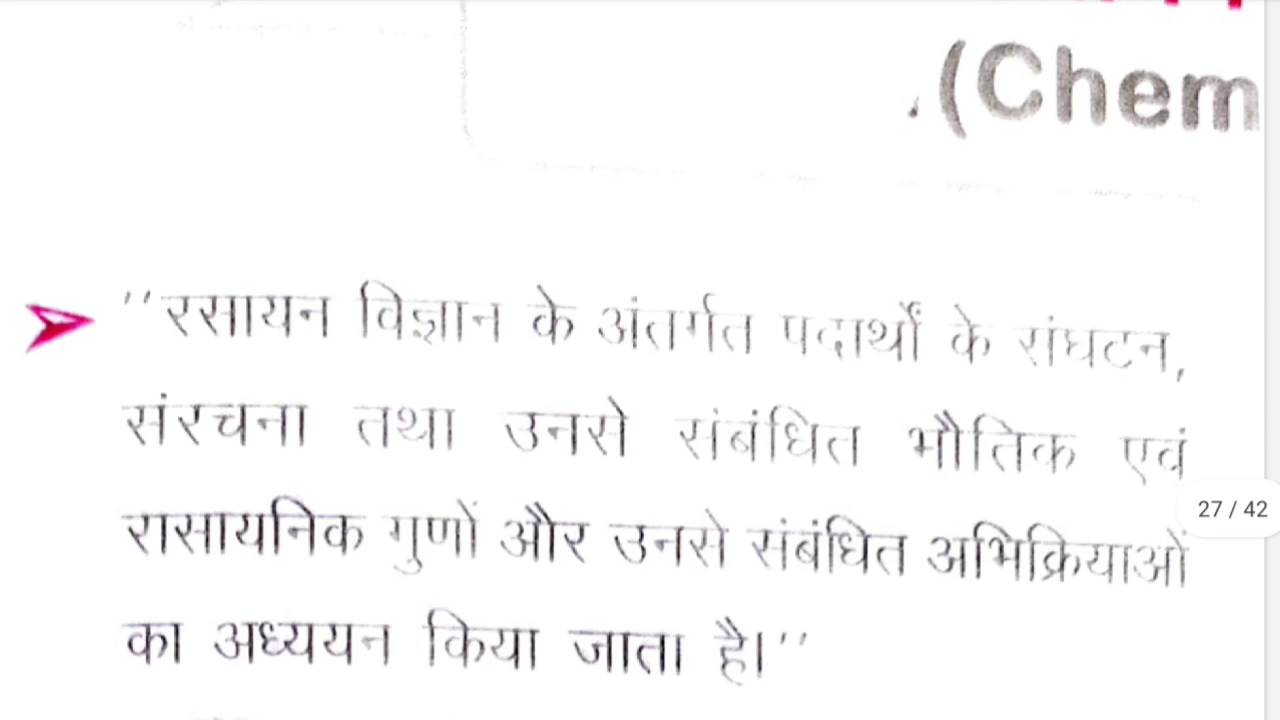 (Chem
➤ ''रसायन विज्ञान के अंतर्गत पदार्थों के संघटन,
संरचना तथा उनसे संबंधित भौतिक एवं
27 / 42
रासायनिक गुणों और उनसे संबंधित अभिक्रियाओं
का अध्ययन किया जाता है।''